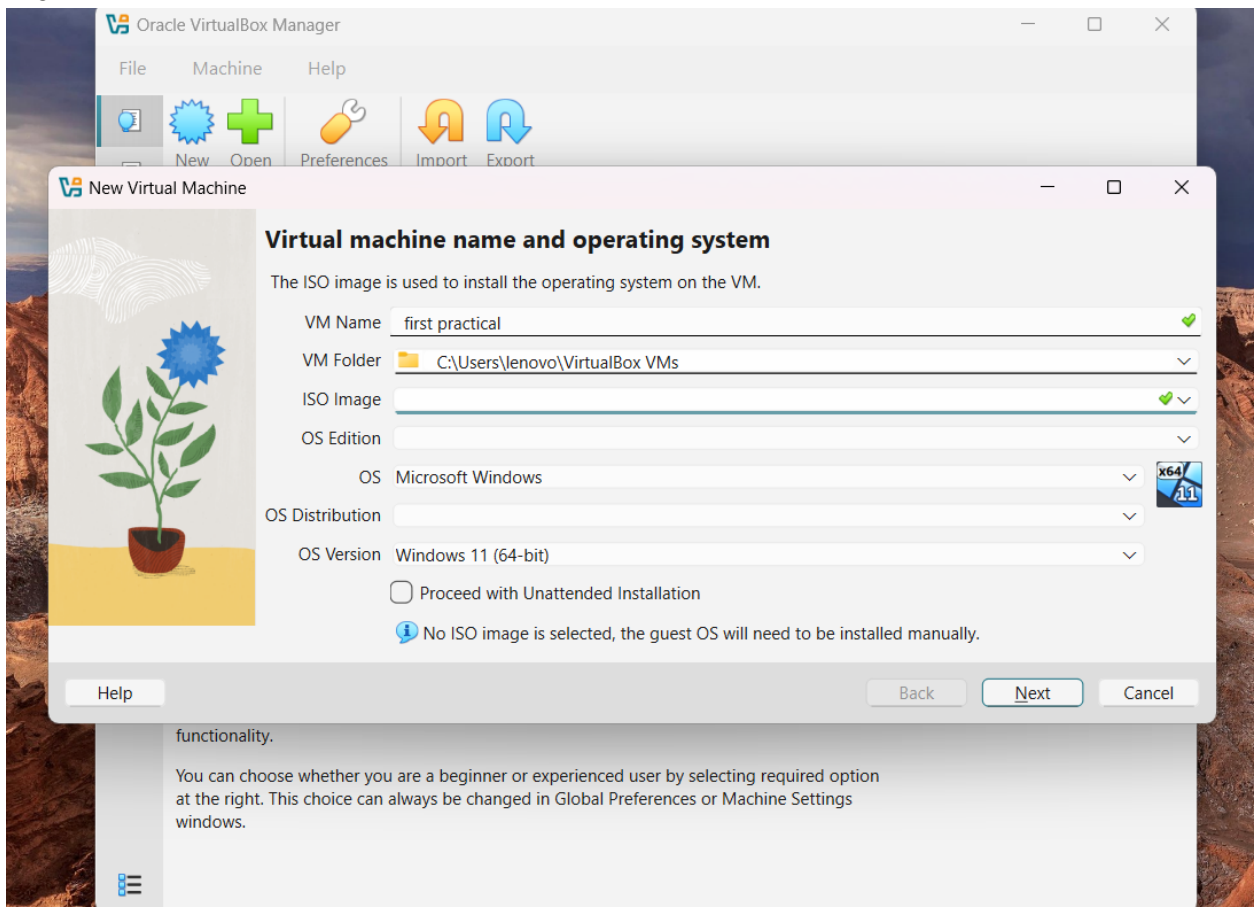 Oracle VirtualBox Manager
File Machine Help
New Open Preferences Import Export
New Virtual Machine
Virtual machine name and operating system
The ISO image is used to install the operating system on the VM.
VM Name first practical
VM Folder C:\Users\lenovo\VirtualBox VMs
ISO Image
OS Edition
OS Microsoft Windows
x64
11
OS Distribution
OS Version Windows 11 (64-bit)
Proceed with Unattended Installation
No ISO image is selected, the guest OS will need to be installed manually.
Help Back Next Cancel
functionality.
You can choose whether you are a beginner or experienced user by selecting required option
at the right. This choice can always be changed in Global Preferences or Machine Settings
windows.